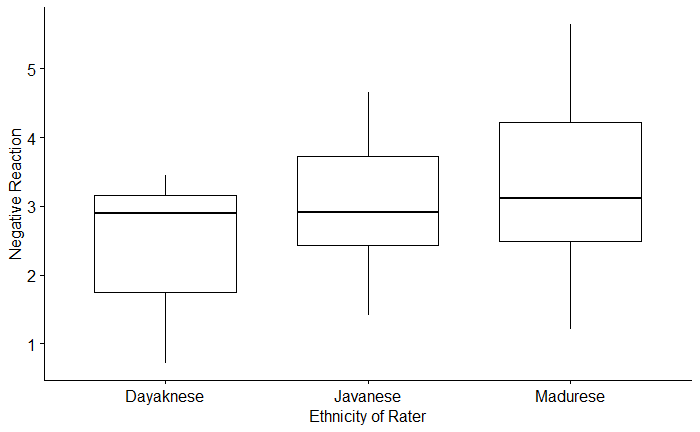 Negative Reaction
5
4
3
2
1
Dayaknese Javanese Madurese
Ethnicity of Rater